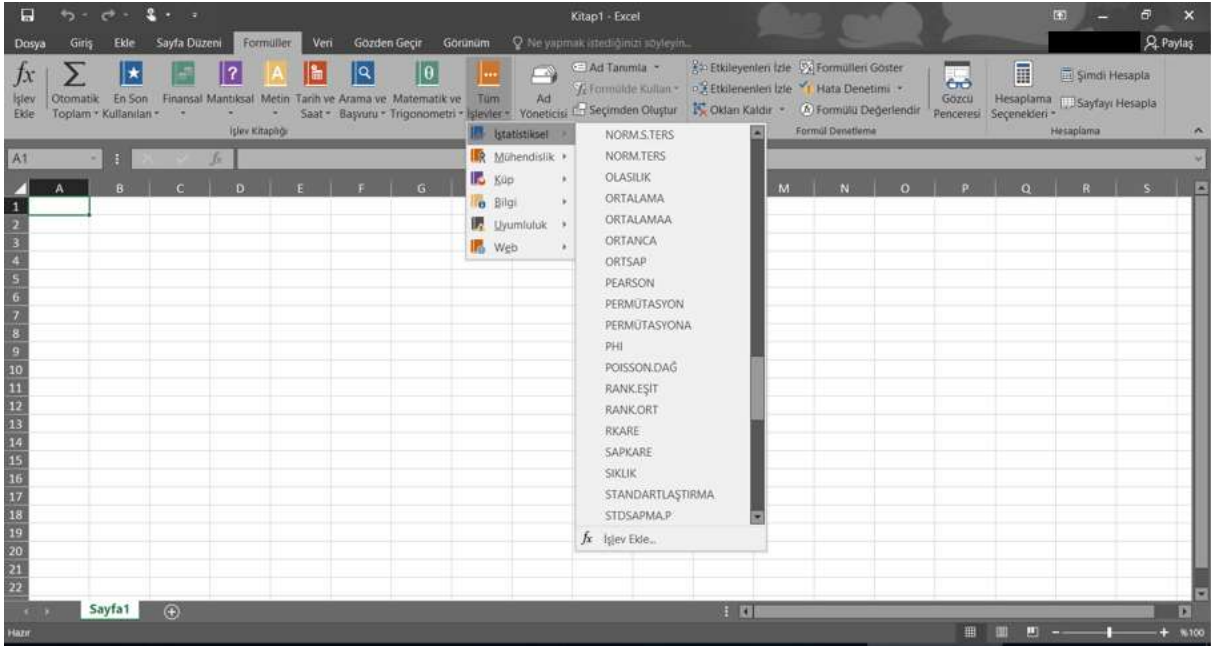 Kitap1 - Excel
Dosya Giriş Ekle Sayfa Düzeni Formüller Veri Gözden Geçir Görünüm Ne yapmak istediğinizi söyleyin... Paylaş
İşlev Ekle
Otomatik Toplam
En Son Kullanılan
Finansal
Mantıksal
Metin
Tarih ve Saat
Arama ve Başvuru
Matematik ve Trigonometri
Tüm İşlevler
İşlev Kitaplığı
Ad Yöneticisi
Ad Tanımla
Formülde Kullan
Seçimden Oluştur
Etkileyenleri İzle
Etkilenenleri İzle
Okları Kaldır
Formülleri Göster
Hata Denetimi
Formülü Değerlendir
Formül Denetleme
Gözcü Penceresi
Hesaplama Seçenekleri
Şimdi Hesapla
Sayfayı Hesapla
Hesaplama
A1
fx
A B C D E F G M N O P Q R S
1
2
3
4
5
6
7
8
9
10
11
12
13
14
15
16
17
18
19
20
21
22
İstatistiksel
Mühendislik
Küp
Bilgi
Uyumluluk
Web
NORM.S.TERS
NORM.TERS
OLASILIK
ORTALAMA
ORTALAMAA
ORTANCA
ORTSAP
PEARSON
PERMÜTASYON
PERMÜTASYONA
PHI
POISSON.DAĞ
RANK.EŞİT
RANK.ORT
RKARE
SAPKARE
SIKLIK
STANDARTLAŞTIRMA
STDSAPMA.P
fx İşlev Ekle...
Sayfa1
Hazır
%100